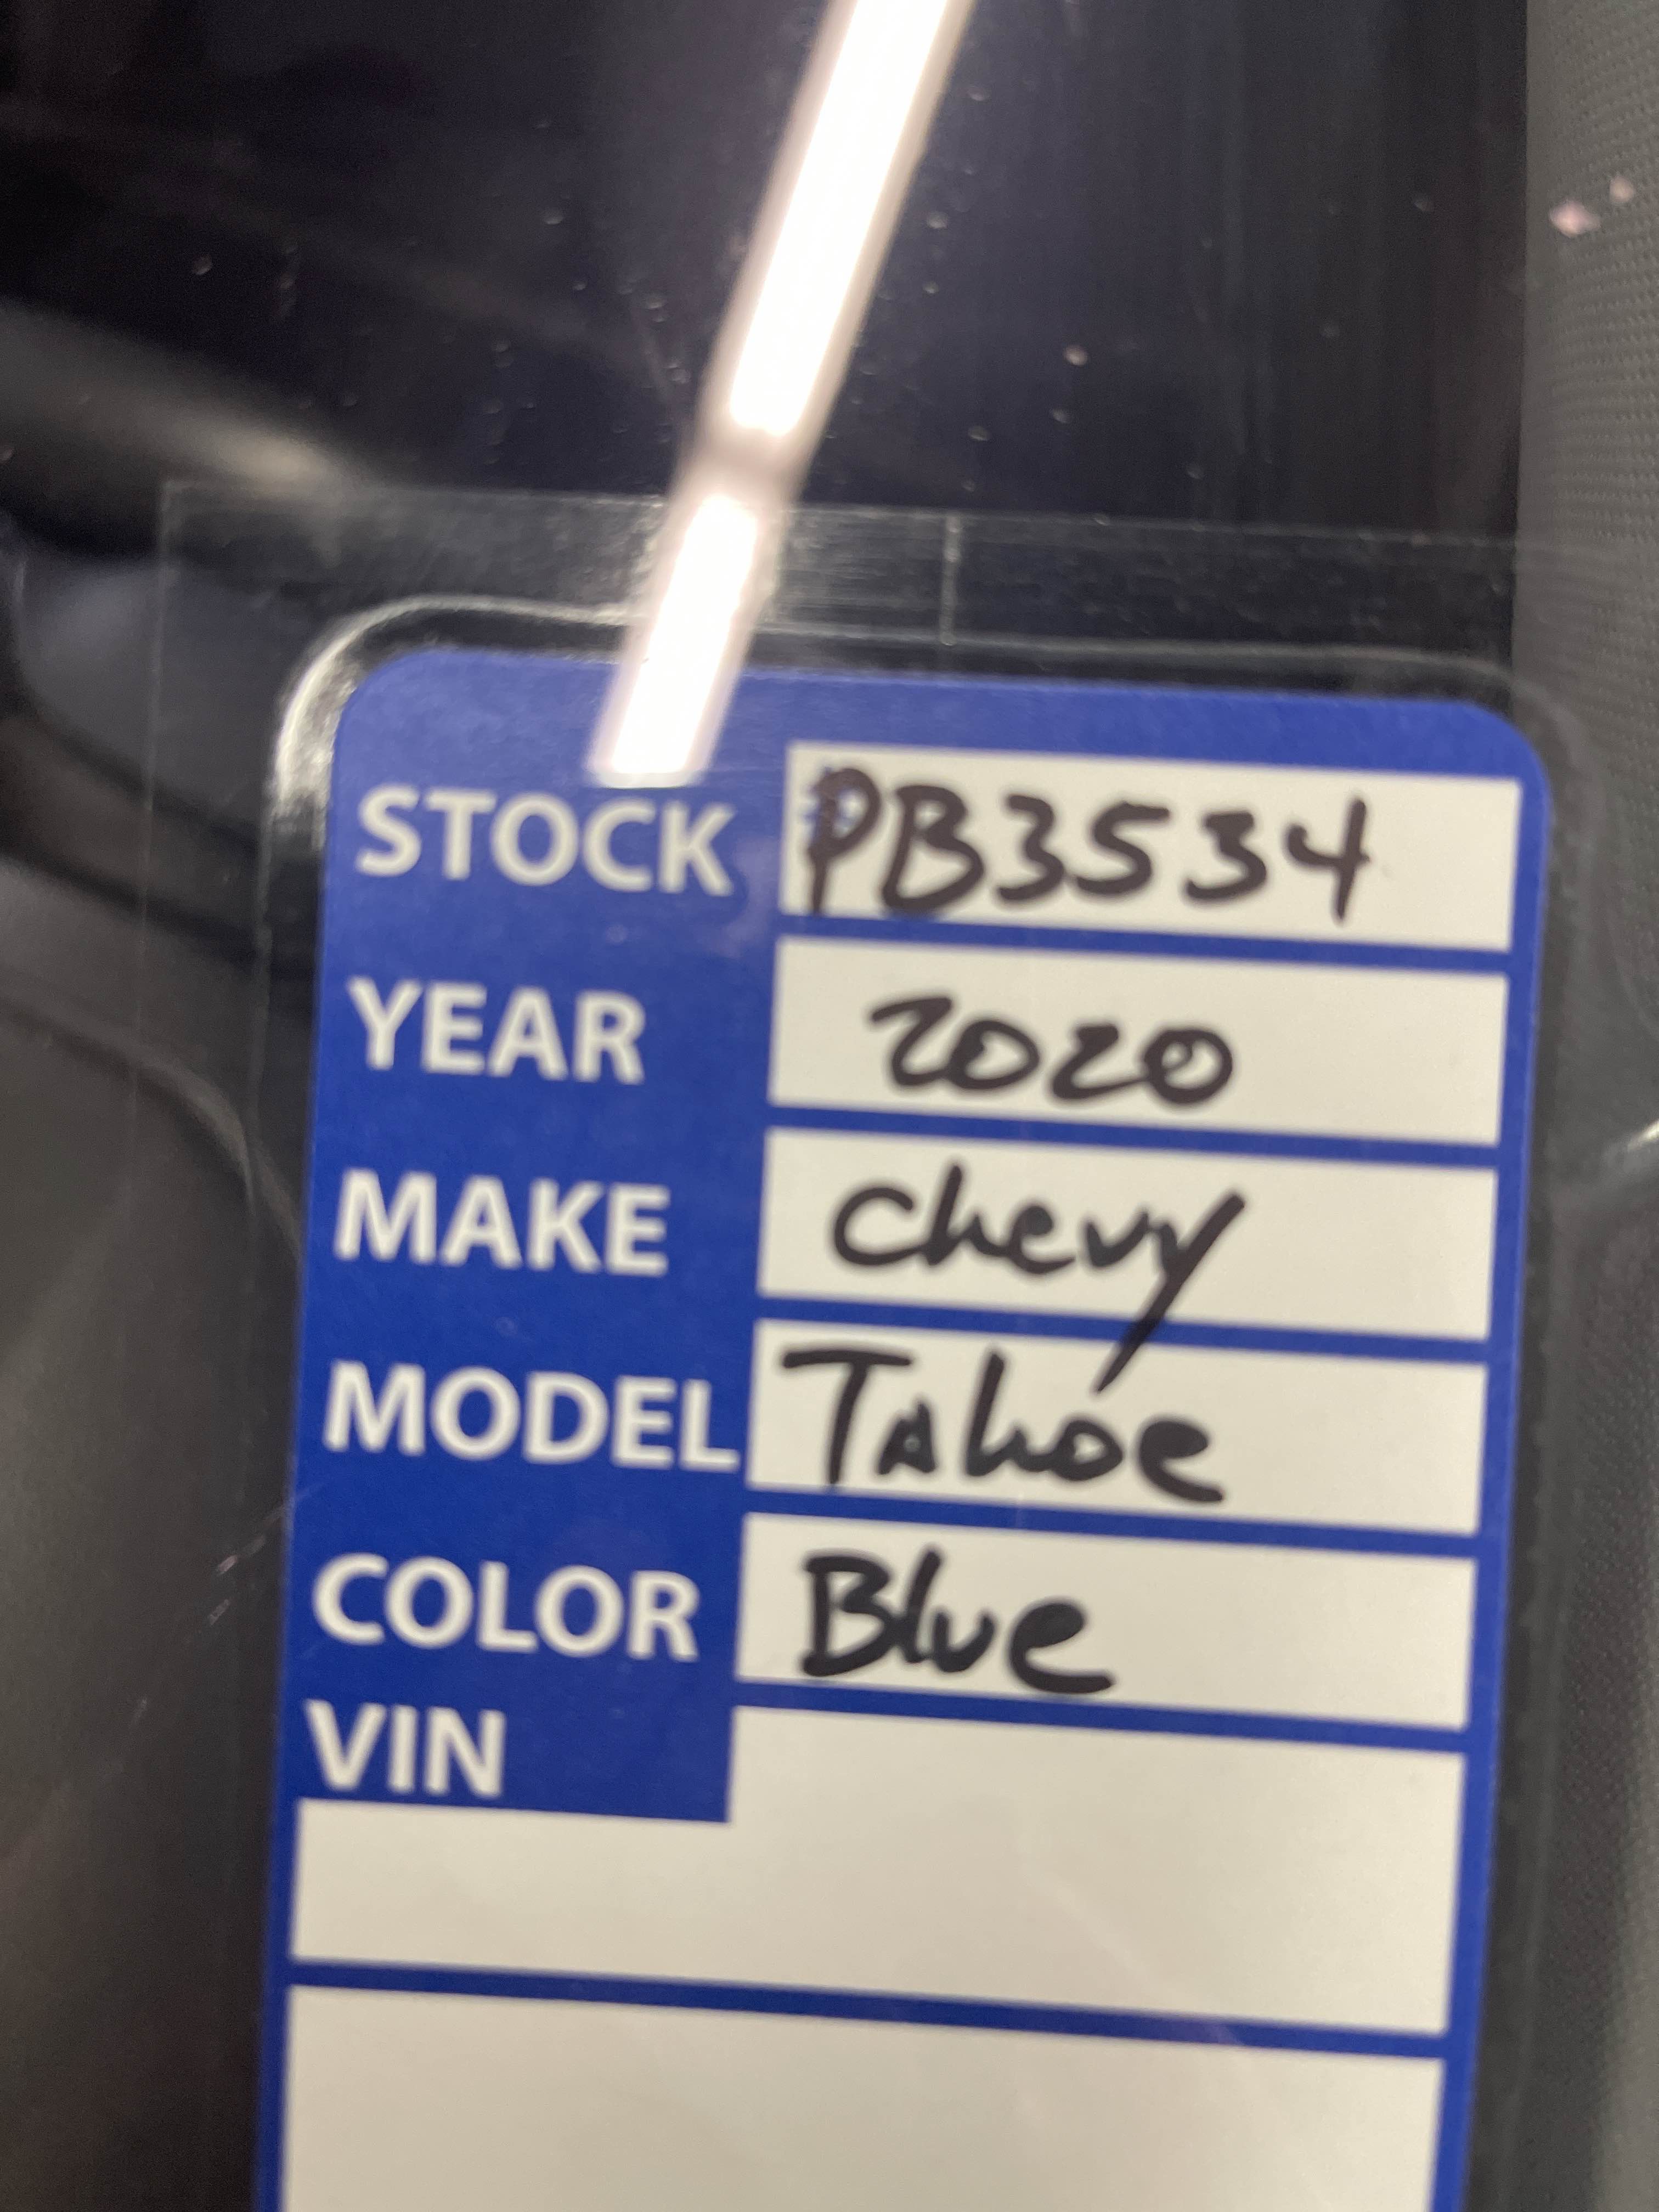 STOCK #PB3534
YEAR 2020
MAKE Chevy
MODEL Tahoe
COLOR Blue
VIN